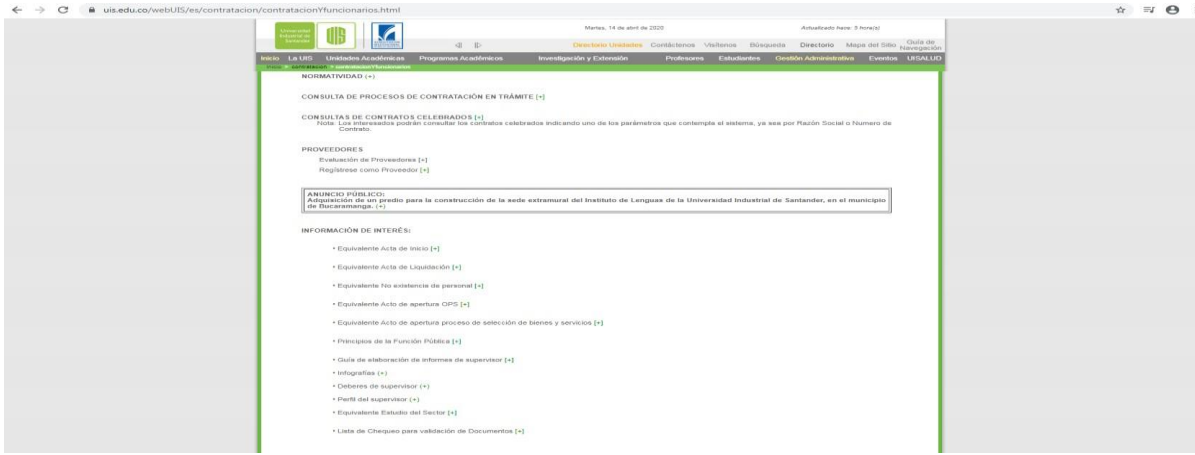 uis.edu.co/webUIS/es/contratacion/contratacionYfuncionarios.html
Universidad
Industrial de
Santander
UIS
Martes, 14 de abril de 2020
Actualizado hace: 3 hora(s)
Directorio Unidades Contáctenos Visítenos Búsqueda Directorio Mapa del Sitio Guía de Navegación
Inicio La UIS Unidades Académicas Programas Académicos Investigación y Extensión Profesores Estudiantes Gestión Administrativa Eventos UISALUD
Inicio > contratacion > contratacionYfuncionarios
NORMATIVIDAD (+)
CONSULTA DE PROCESOS DE CONTRATACIÓN EN TRÁMITE [+]
CONSULTAS DE CONTRATOS CELEBRADOS [+]
Nota: Los interesados podrán consultar los contratos celebrados indicando uno de los parámetros que contempla el sistema, ya sea por Razón Social o Numero de
Contrato.
PROVEEDORES
Evaluación de Proveedores [+]
Regístrese como Proveedor [+]
ANUNCIO PÚBLICO:
Adquisición de un predio para la construcción de la sede extramural del Instituto de Lenguas de la Universidad Industrial de Santander, en el municipio
de Bucaramanga. (+)
INFORMACIÓN DE INTERÉS:
• Equivalente Acta de Inicio [+]
• Equivalente Acta de Liquidación [+]
• Equivalente No existencia de personal [+]
• Equivalente Acto de apertura OPS [+]
• Equivalente Acto de apertura proceso de selección de bienes y servicios [+]
• Principios de la Función Pública [+]
• Guía de elaboración de informes de supervisor [+]
• Infografías (+)
• Deberes de supervisor (+)
• Perfil del supervisor (+)
• Equivalente Estudio del Sector [+]
• Lista de Chequeo para validación de Documentos [+]